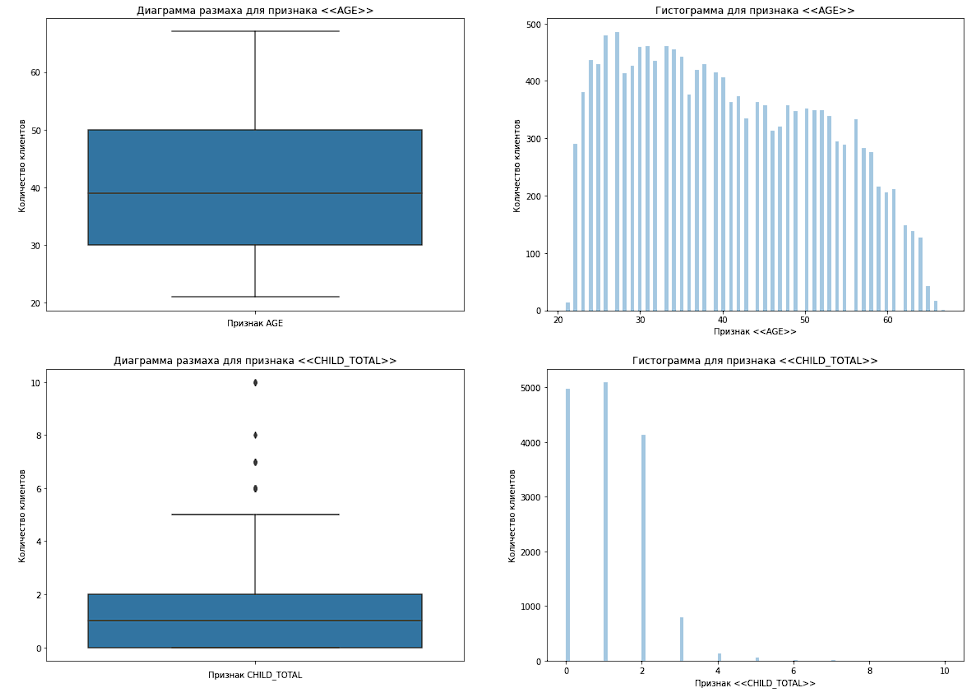 Диаграмма размаха для признака <<AGE>>
Количество клиентов
60
50
40
30
20
Признак AGE
Гистограмма для признака <<AGE>>
Количество клиентов
500
400
300
200
100
0
20 30 40 50 60
Признак <<AGE>>
Диаграмма размаха для признака <<CHILD_TOTAL>>
Количество клиентов
10
8
6
4
2
0
Признак CHILD_TOTAL
Гистограмма для признака <<CHILD_TOTAL>>
Количество клиентов
5000
4000
3000
2000
1000
0
0 2 4 6 8 10
Признак <<CHILD_TOTAL>>